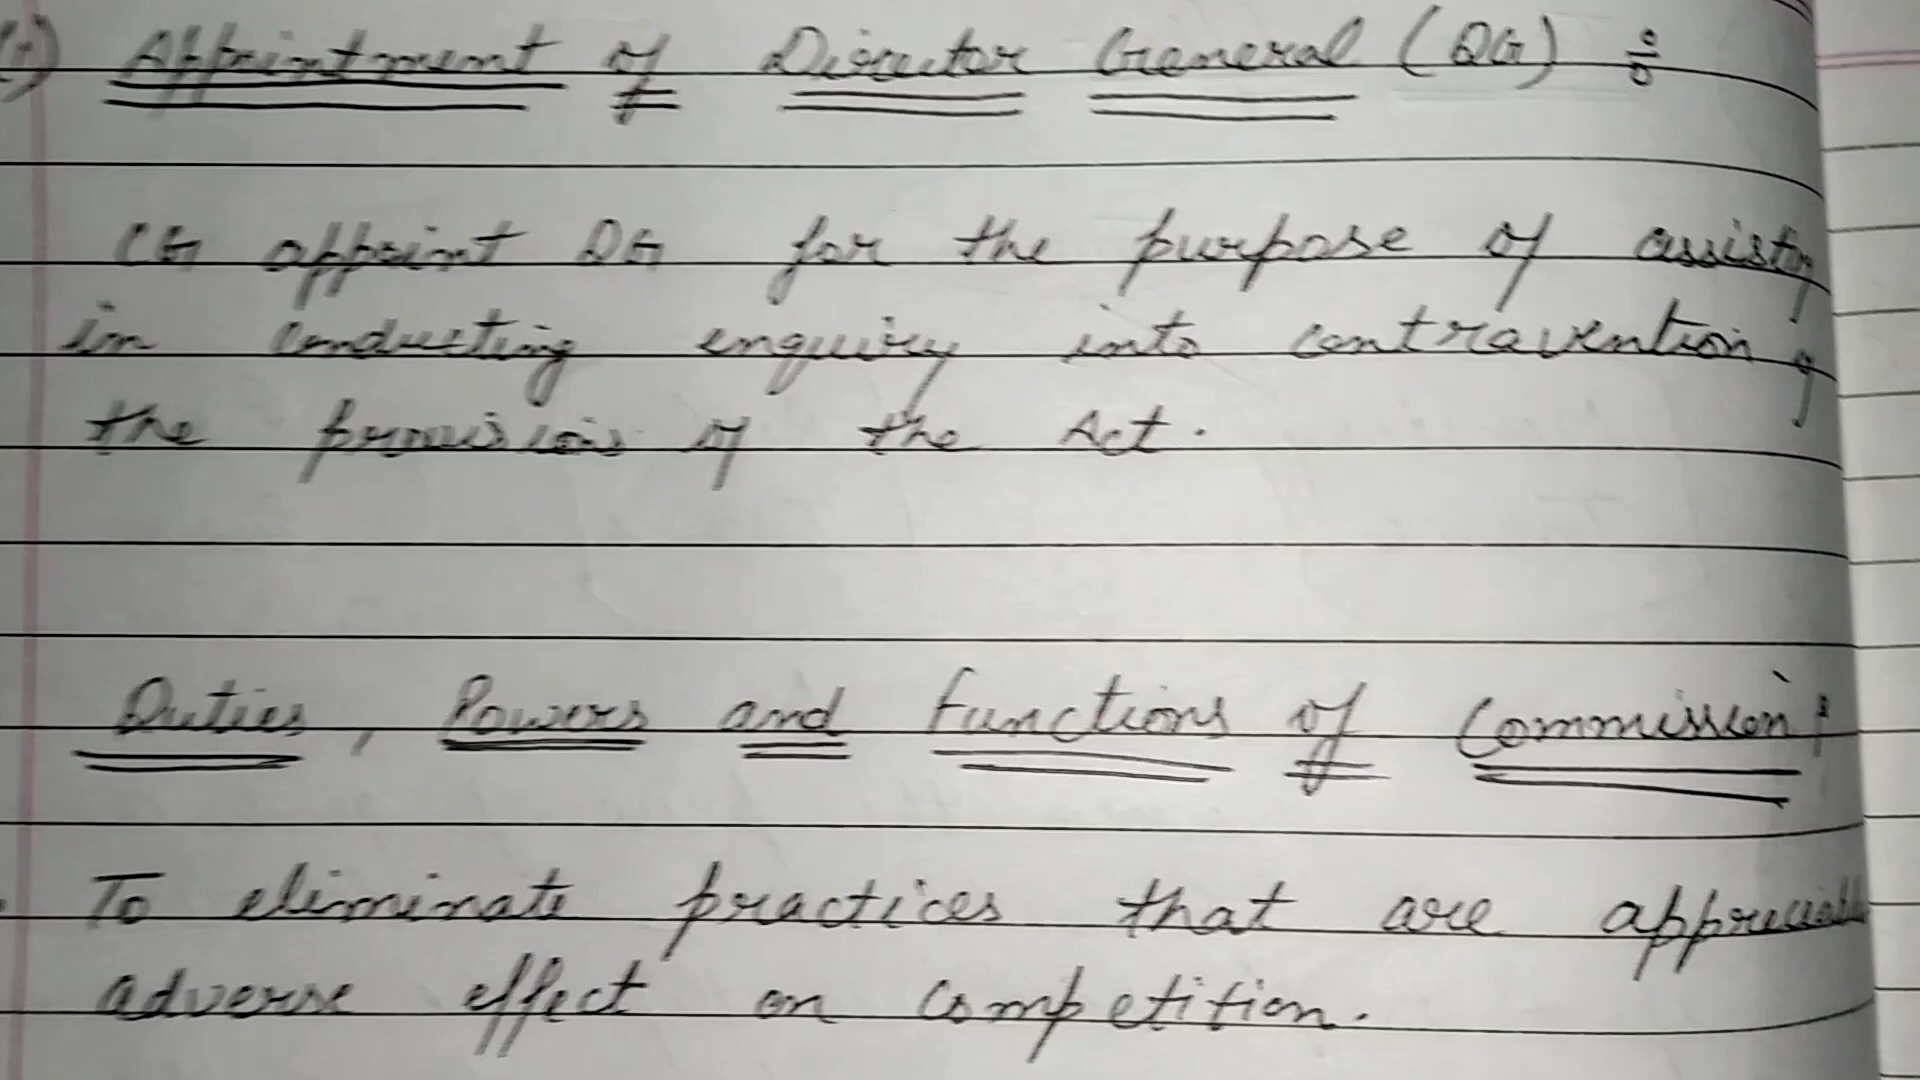 Appointment of Director General (DG) :
CG appoint DG for the purpose of assisting
in conducting enquiry into contravention of
the provisions of the Act.
Duties, Powers and Functions of Commission :
To eliminate practices that are appreciable
adverse effect on competition.